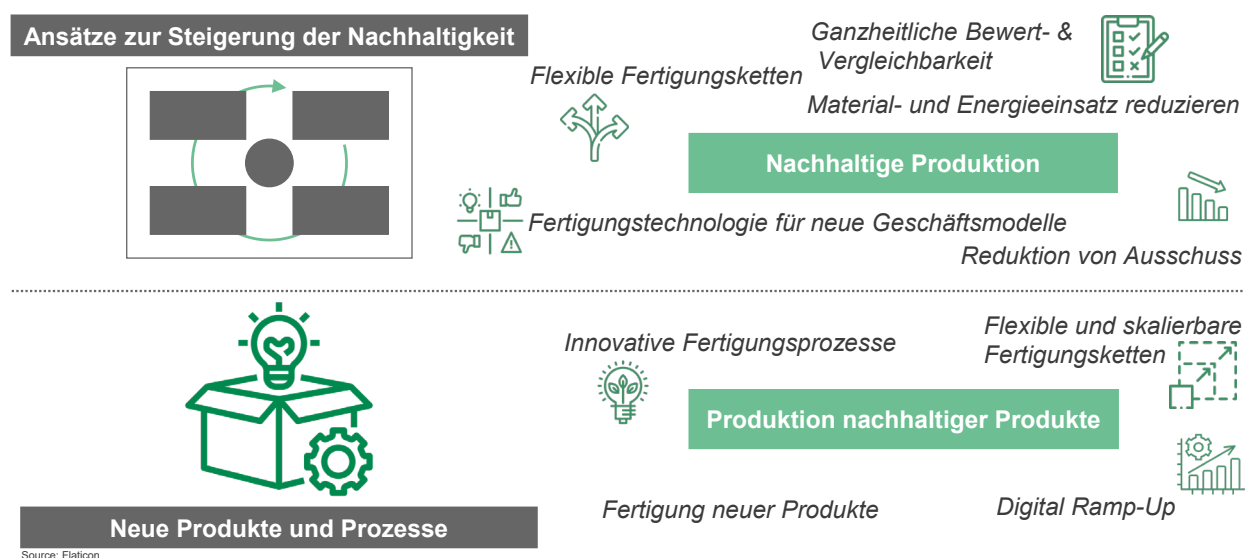 Ansätze zur Steigerung der Nachhaltigkeit
Flexible Fertigungsketten
Ganzheitliche Bewert- &
Vergleichbarkeit
Material- und Energieeinsatz reduzieren
Nachhaltige Produktion
Fertigungstechnologie für neue Geschäftsmodelle
Reduktion von Ausschuss
Innovative Fertigungsprozesse
Flexible und skalierbare
Fertigungsketten
Produktion nachhaltiger Produkte
Fertigung neuer Produkte
Digital Ramp-Up
Neue Produkte und Prozesse
Source: Flaticon